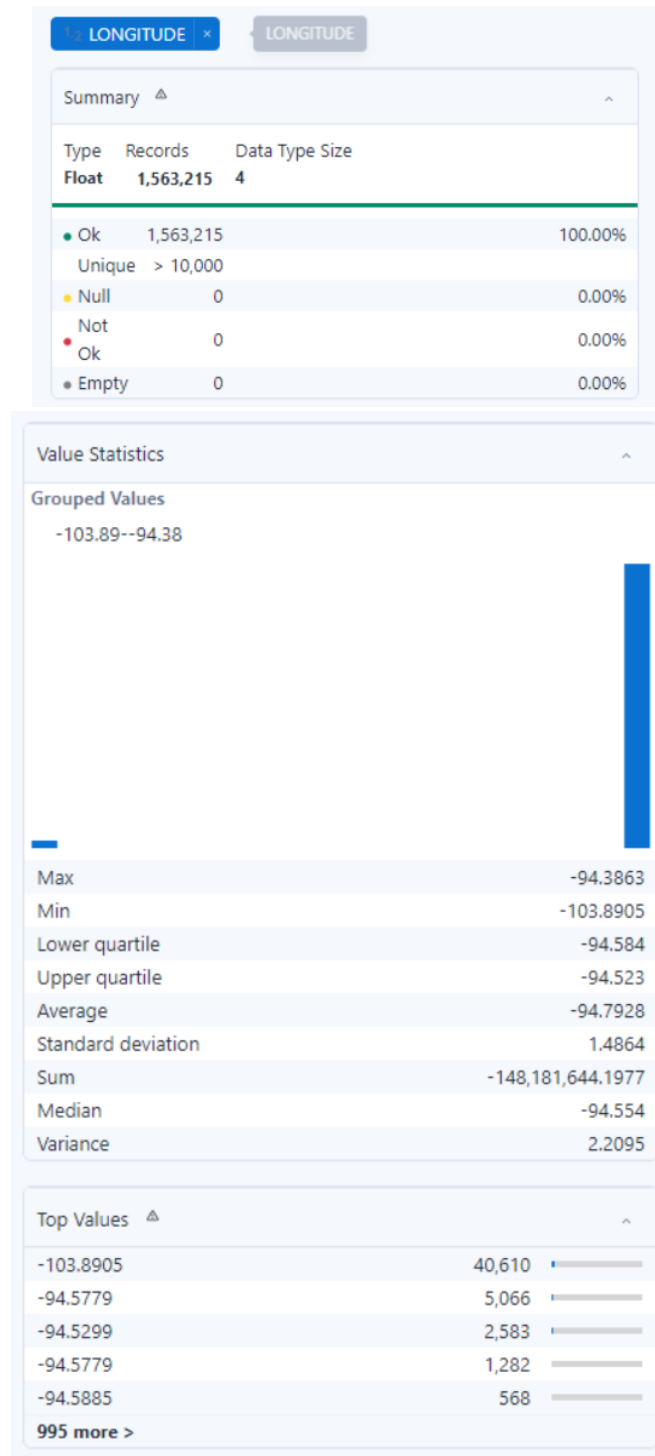 1.2 LONGITUDE × LONGITUDE
Summary
Type Records Data Type Size
Float 1,563,215 4
Ok 1,563,215 100.00%
Unique > 10,000
Null 0 0.00%
Not
Ok 0 0.00%
Empty 0 0.00%
Value Statistics
Grouped Values
-103.89--94.38
Max -94.3863
Min -103.8905
Lower quartile -94.584
Upper quartile -94.523
Average -94.7928
Standard deviation 1.4864
Sum -148,181,644.1977
Median -94.554
Variance 2.2095
Top Values
-103.8905 40,610
-94.5779 5,066
-94.5299 2,583
-94.5779 1,282
-94.5885 568
995 more >